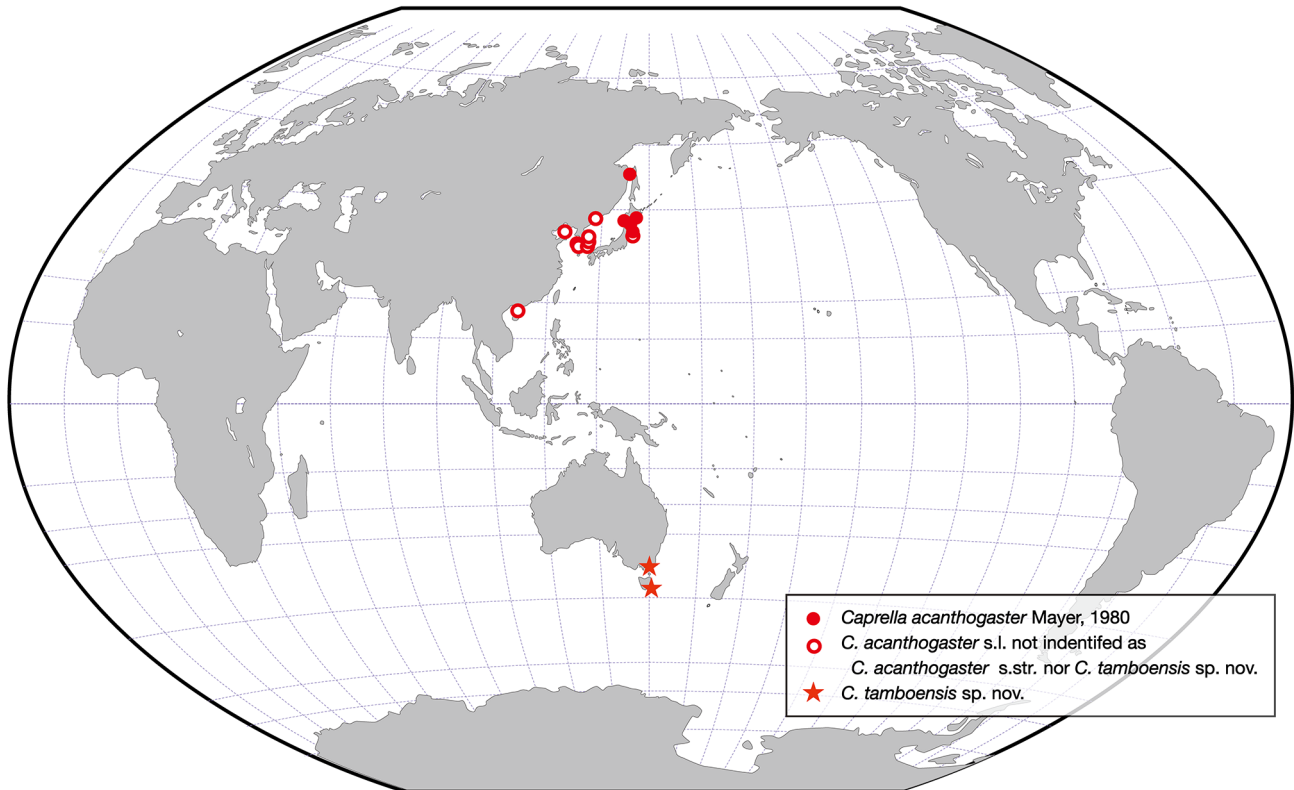 Caprella acanthogaster Mayer, 1980
C. acanthogaster s.l. not indentifed as
C. acanthogaster s.str. nor C. tamboensis sp. nov.
C. tamboensis sp. nov.